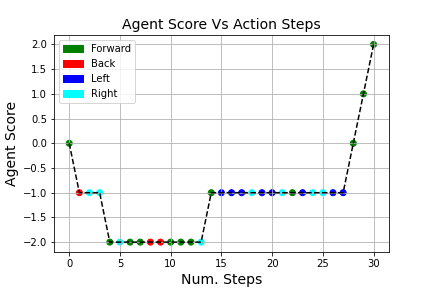 Agent Score Vs Action Steps
2.0
1.5
1.0
0.5
0.0
−0.5
−1.0
−1.5
−2.0
Agent Score
Forward
Back
Left
Right
0 5 10 15 20 25 30
Num. Steps